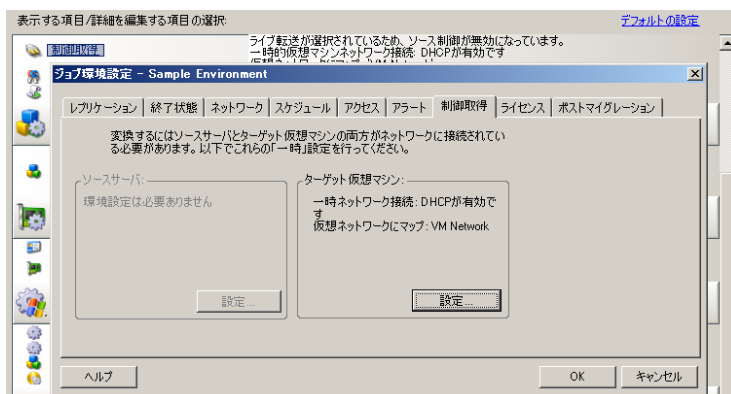 表示する項目/詳細を編集する項目の選択:
デフォルトの設定
制御取得
ライブ転送が選択されているため、ソース制御が無効になっています。
一時的仮想マシンネットワーク接続: DHCPが有効です
ジョブ環境設定 - Sample Environment
レプリケーション 終了状態 ネットワーク スケジュール アクセス アラート 制御取得 ライセンス ポストマイグレーション
変換するにはソースサーバとターゲット仮想マシンの両方がネットワークに接続されてい
る必要があります。以下でこれらの「一時」設定を行ってください。
ソースサーバ:
環境設定は必要ありません
設定...
ターゲット仮想マシン:
一時ネットワーク接続: DHCPが有効で
す
仮想ネットワークにマップ: VM Network
設定...
ヘルプ
OK
キャンセル